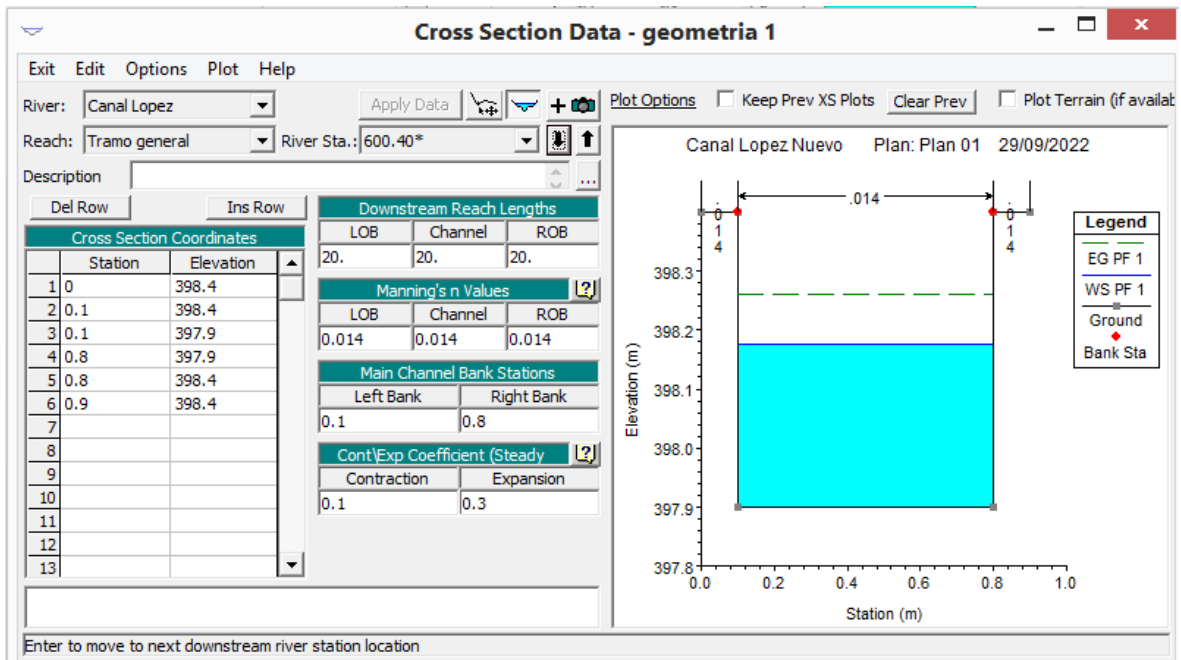 Cross Section Data - geometria 1
Exit Edit Options Plot Help
River: Canal Lopez Apply Data
Reach: Tramo general River Sta.: 600.40*
Description ...
Del Row Ins Row
Cross Section Coordinates
Station Elevation
1 0 398.4
2 0.1 398.4
3 0.1 397.9
4 0.8 397.9
5 0.8 398.4
6 0.9 398.4
7
8
9
10
11
12
13
Downstream Reach Lengths
LOB Channel ROB
20. 20. 20.
Manning's n Values
LOB Channel ROB
0.014 0.014 0.014
Main Channel Bank Stations
Left Bank Right Bank
0.1 0.8
Cont\Exp Coefficient (Steady
Contraction Expansion
0.1 0.3
Plot Options Keep Prev XS Plots Clear Prev Plot Terrain (if availab
Canal Lopez Nuevo Plan: Plan 01 29/09/2022
.014 .014 .014
398.3
398.2
398.1
398.0
397.9
397.8
Elevation (m)
0.0 0.2 0.4 0.6 0.8 1.0
Station (m)
Legend
EG PF 1
WS PF 1
Ground
Bank Sta
Enter to move to next downstream river station location